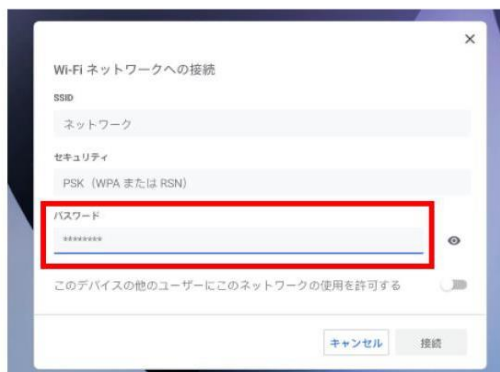 Wi-Fi ネットワークへの接続
SSID
ネットワーク
セキュリティ
PSK（WPA または RSN）
パスワード
********
このデバイスの他のユーザーにこのネットワークの使用を許可する
キャンセル
接続